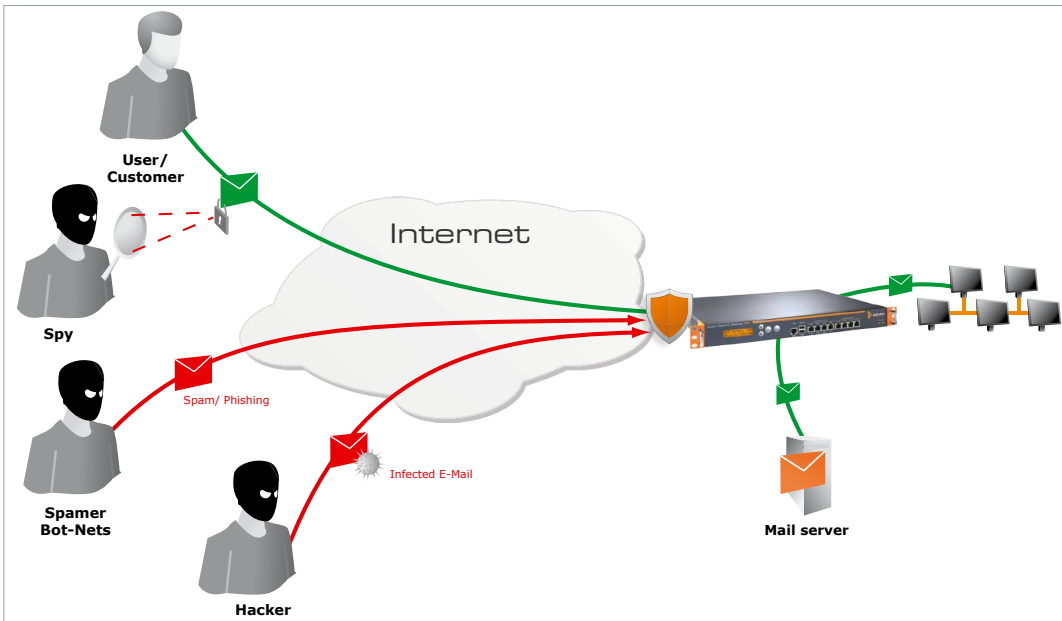 User/
Customer
Internet
Spy
Spam/ Phishing
Infected E-Mail
Spamer
Bot-Nets
Mail server
Hacker